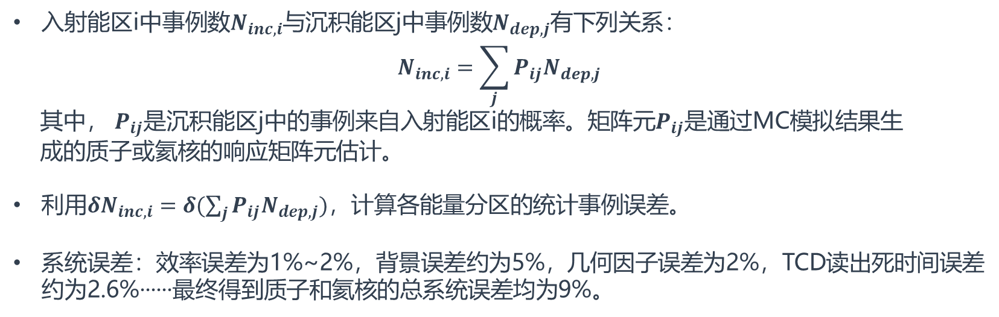 • 入射能区i中事例数N_{inc,i}与沉积能区j中事例数N_{dep,j}有下列关系：
N_{inc,i} = ∑_j P_{ij}N_{dep,j}
其中， P_{ij}是沉积能区j中的事例来自入射能区i的概率。矩阵元P_{ij}是通过MC模拟结果生
成的质子或氦核的响应矩阵元估计。
• 利用δN_{inc,i} = δ(∑_j P_{ij}N_{dep,j})，计算各能量分区的统计事例误差。
• 系统误差：效率误差为1%~2%，背景误差约为5%，几何因子误差为2%，TCD读出死时间误差
约为2.6%……最终得到质子和氦核的总系统误差均为9%。